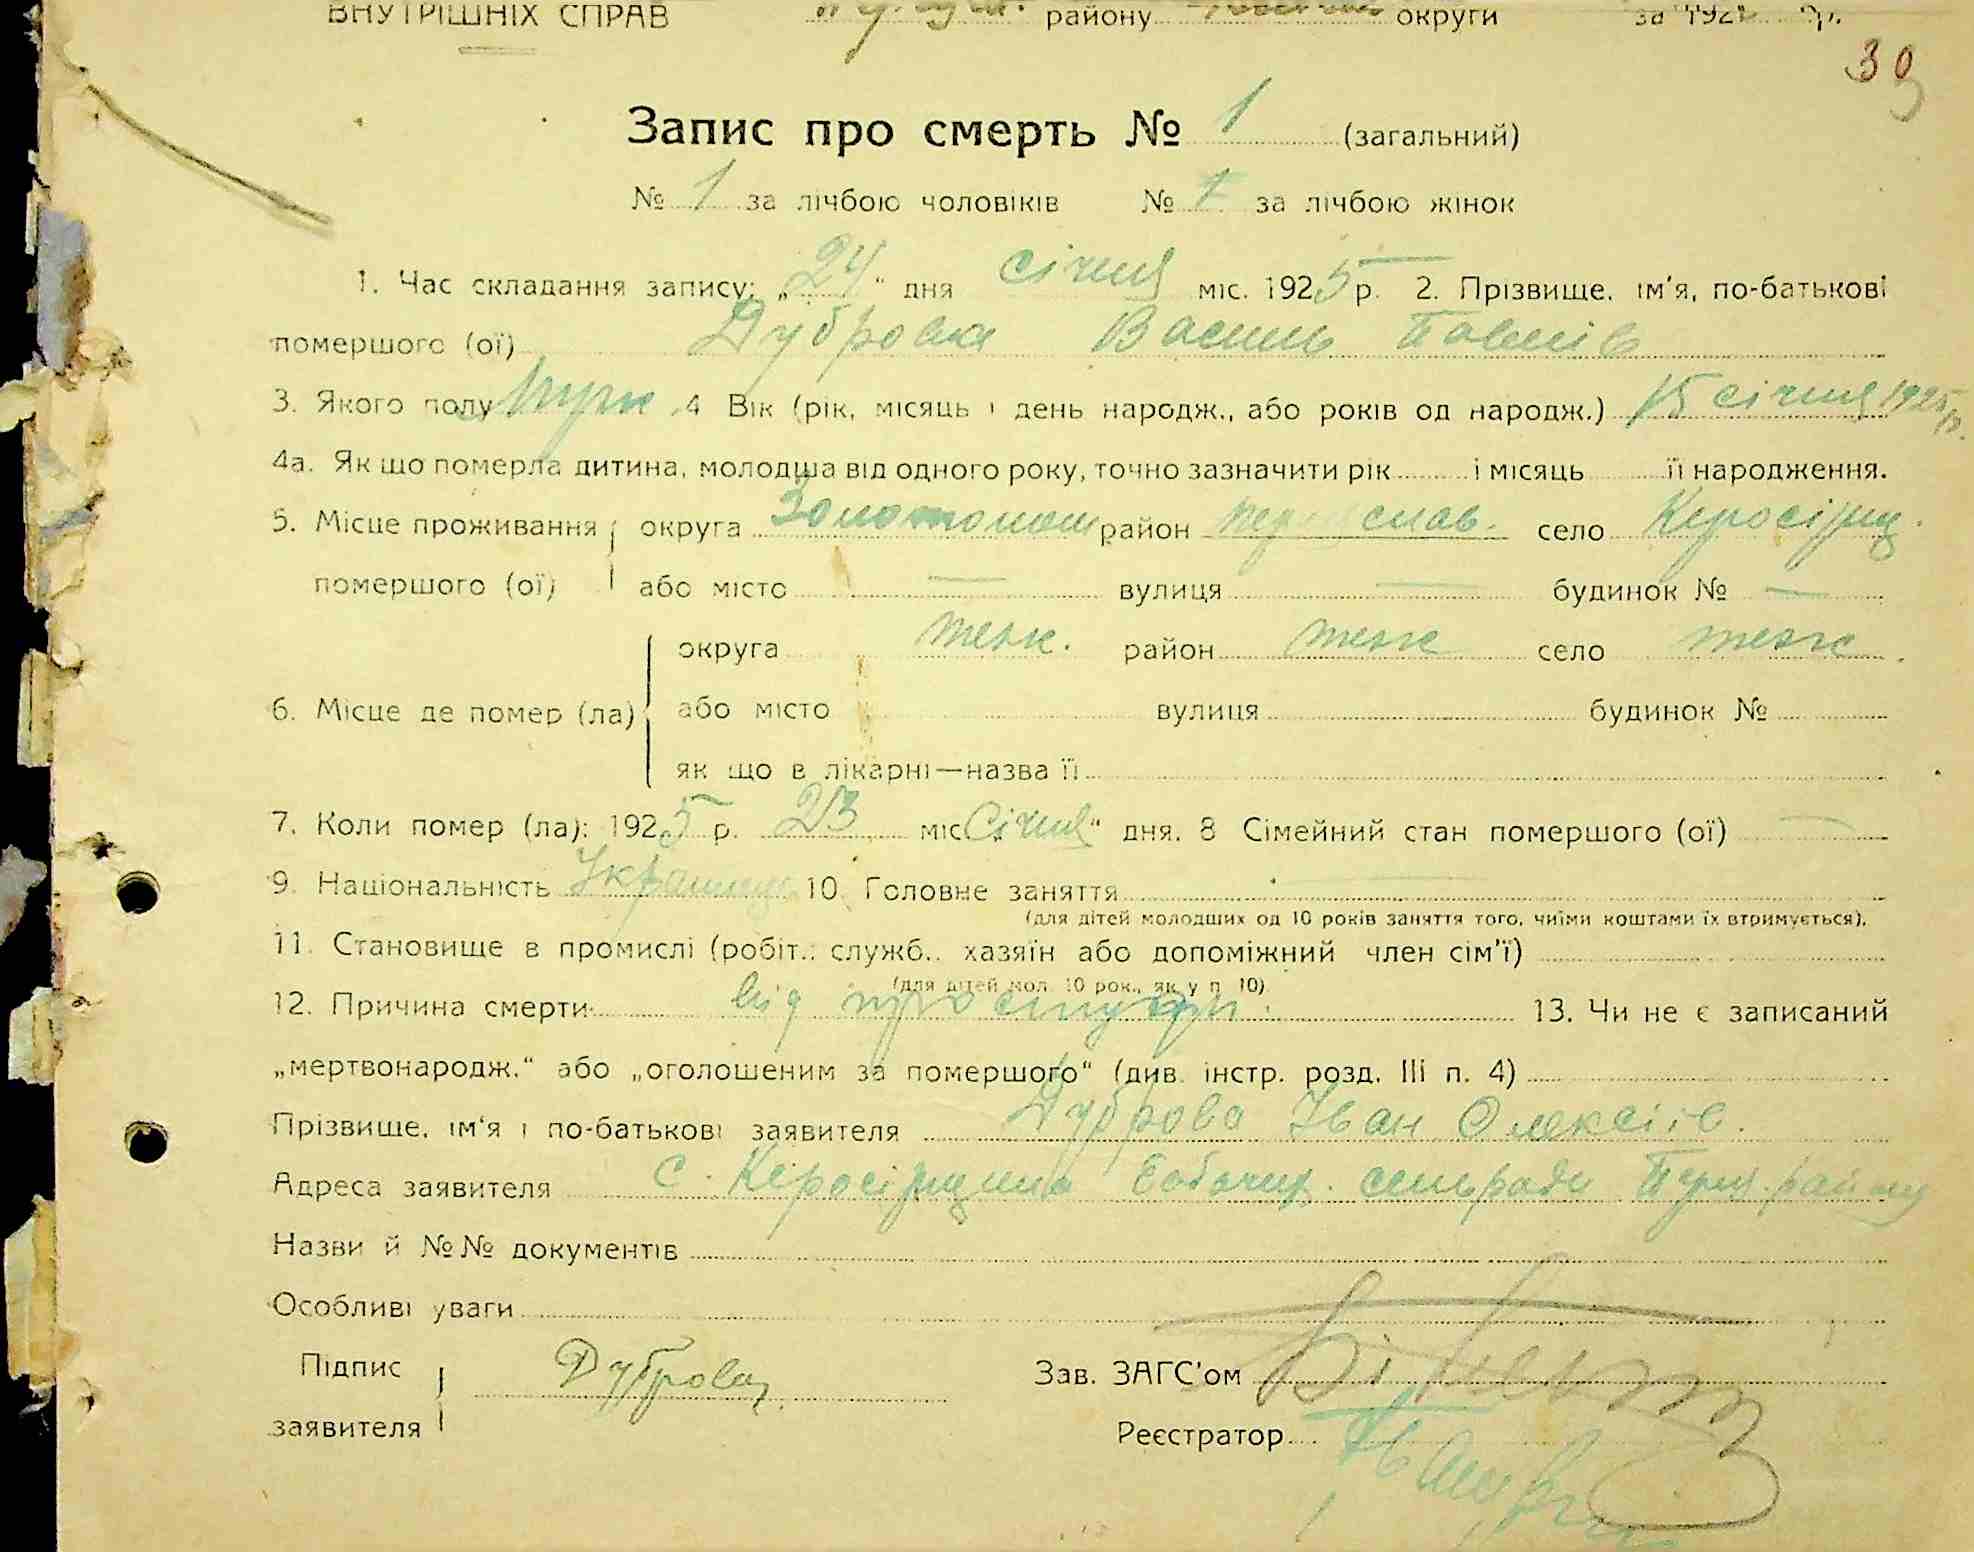 ВНУТРІШНІХ СПРАВ району округи за 192 р.
39
Запис про смерть № 1 (загальний)
№ 1 за лічбою чоловіків № за лічбою жінок
1. Час складання запису: „24“ дня січня міс. 1925 р. 2. Прізвище, ім'я, по-батькові
помершого (ої) Дуброва Василь Павлів
3. Якого полу муж 4 Вік (рік, місяць і день народж., або років од народж.) 15 січня 1925 р.
4а. Як що померла дитина, молодша від одного року, точно зазначити рік і місяць її народження.
5. Місце проживання округа Золотонош район село
помершого (ої) або місто — вулиця — будинок № —
округа теж. район теж село теж
6. Місце де помер (ла) або місто вулиця будинок №
як що в лікарні—назва її
7. Коли помер (ла): 1925 р. 23 міс Січня“ дня. 8 Сімейний стан помершого (ої) —
9. Національність 10. Головне заняття —
(для дітей молодших од 10 років заняття того, чиїми коштами їх втримується).
11. Становище в промислі (робіт.: служб., хазяїн або допоміжний член сім'ї)
(для дітей мол. 10 рок., як у п. 10)
12. Причина смерти від простуди. 13. Чи не є записаний
„мертвонародж.“ або „оголошеним за помершого“ (див. інстр. розд. III п. 4)
Прізвище, ім'я і по-батькові заявителя Дуброва Іван Олексіїв.
Адреса заявителя с. сельради району
Назви й №№ документів
Особливі уваги
Підпис Дуброва Зав. ЗАГС'ом
заявителя Реєстратор